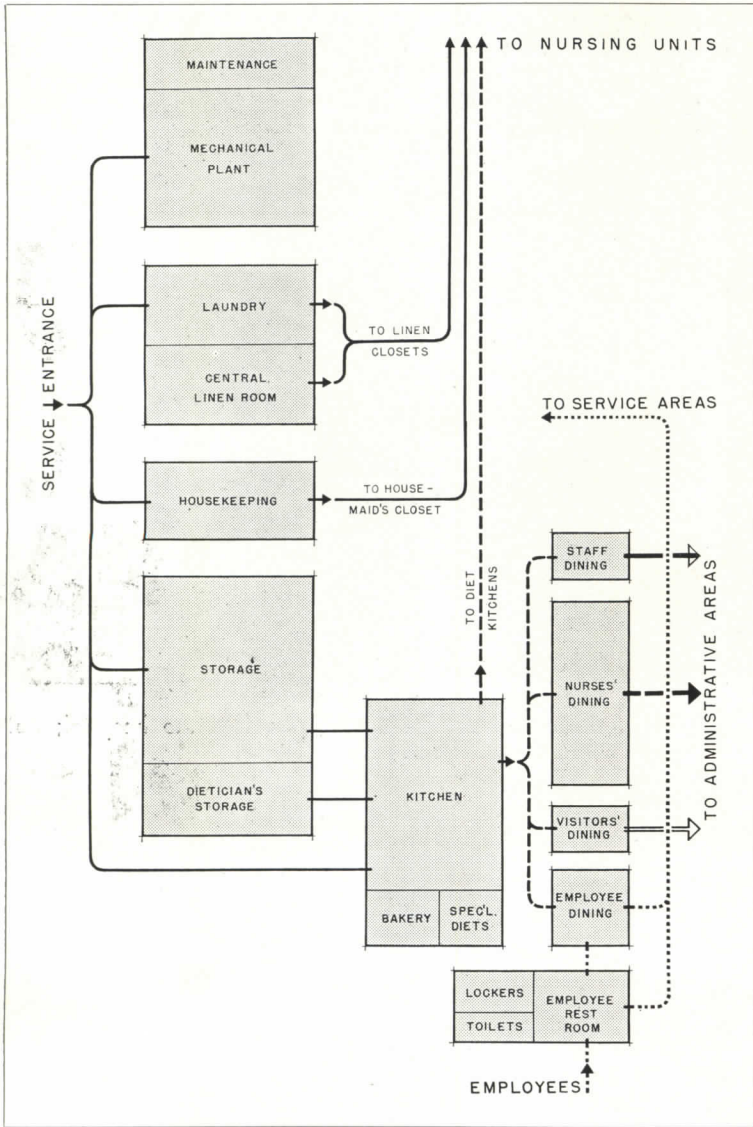 TO NURSING UNITS
MAINTENANCE
MECHANICAL
PLANT
SERVICE ENTRANCE
LAUNDRY
CENTRAL
LINEN ROOM
TO LINEN
CLOSETS
HOUSEKEEPING
TO HOUSE-
MAID'S CLOSET
TO SERVICE AREAS
TO DIET
KITCHENS
STORAGE
DIETICIAN'S
STORAGE
KITCHEN
BAKERY
SPEC'L.
DIETS
STAFF
DINING
NURSES'
DINING
VISITORS'
DINING
EMPLOYEE
DINING
TO ADMINISTRATIVE AREAS
LOCKERS
TOILETS
EMPLOYEE
REST
ROOM
EMPLOYEES